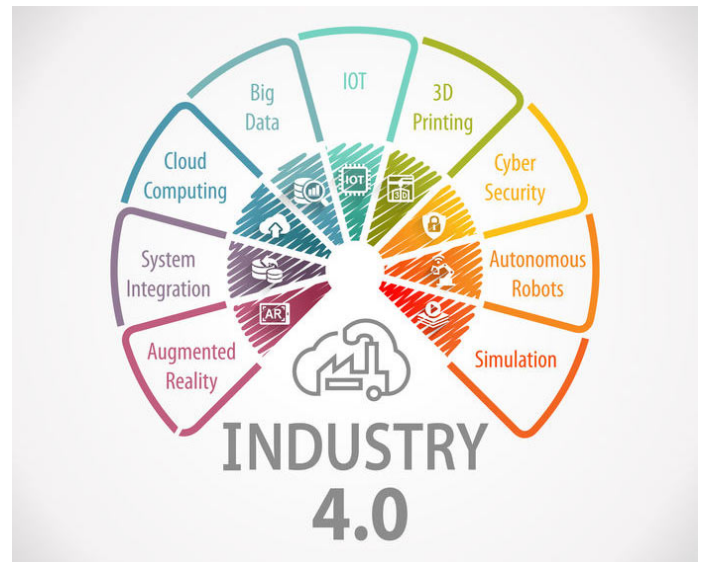 Augmented
Reality
System
Integration
Cloud
Computing
Big
Data
IOT
3D
Printing
Cyber
Security
Autonomous
Robots
Simulation
AR
IOT
3D
INDUSTRY
4.0